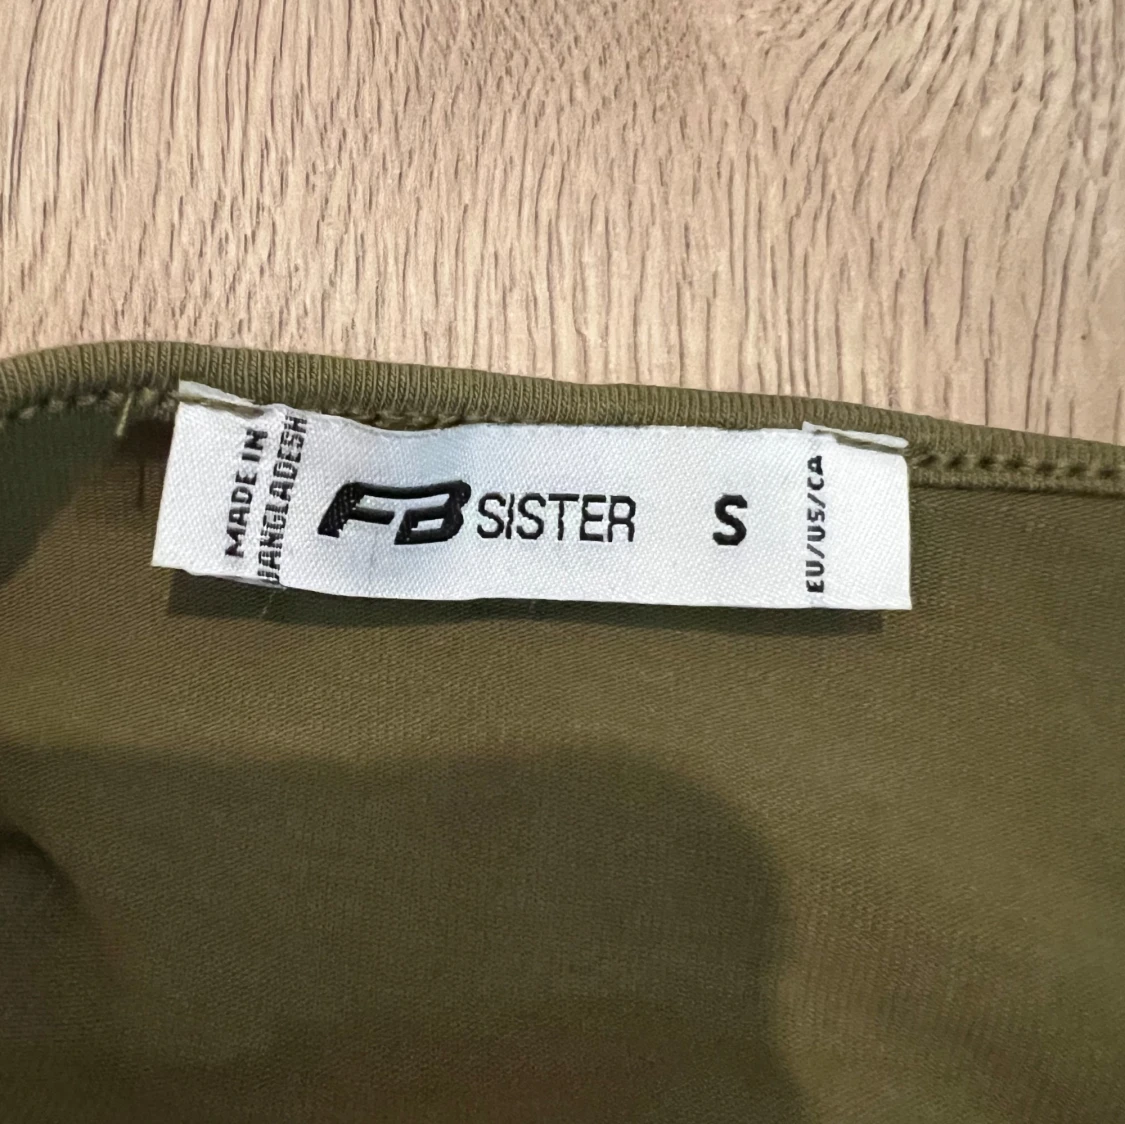 MADE IN
BANGLADESH
FB SISTER
S
EU/US/CA